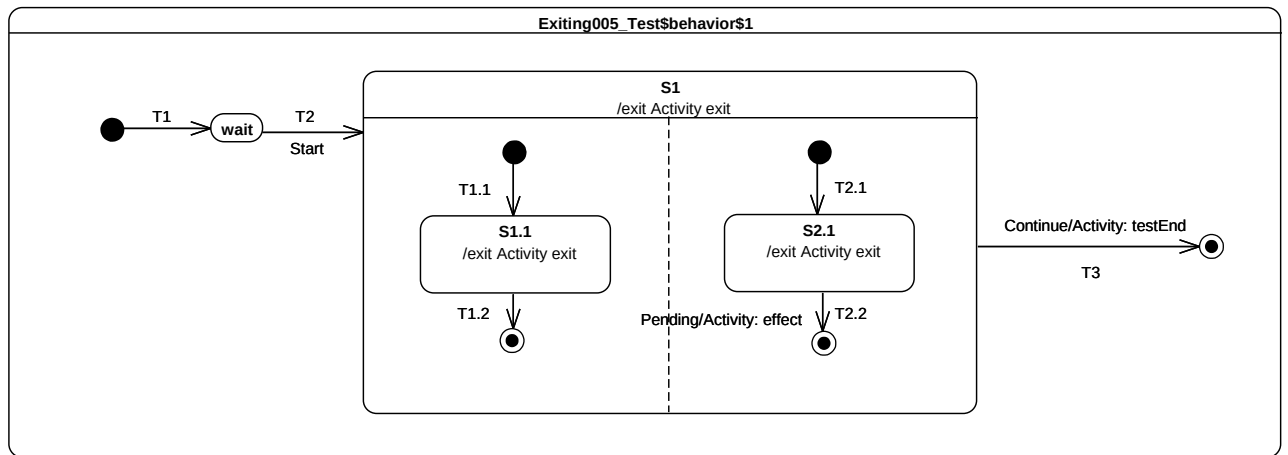 Exiting005_Test$behavior$1
S1
/exit Activity exit
T1
wait
T2
Start
T1.1
S1.1
/exit Activity exit
T1.2
T2.1
S2.1
/exit Activity exit
Pending/Activity: effect
T2.2
Continue/Activity: testEnd
T3